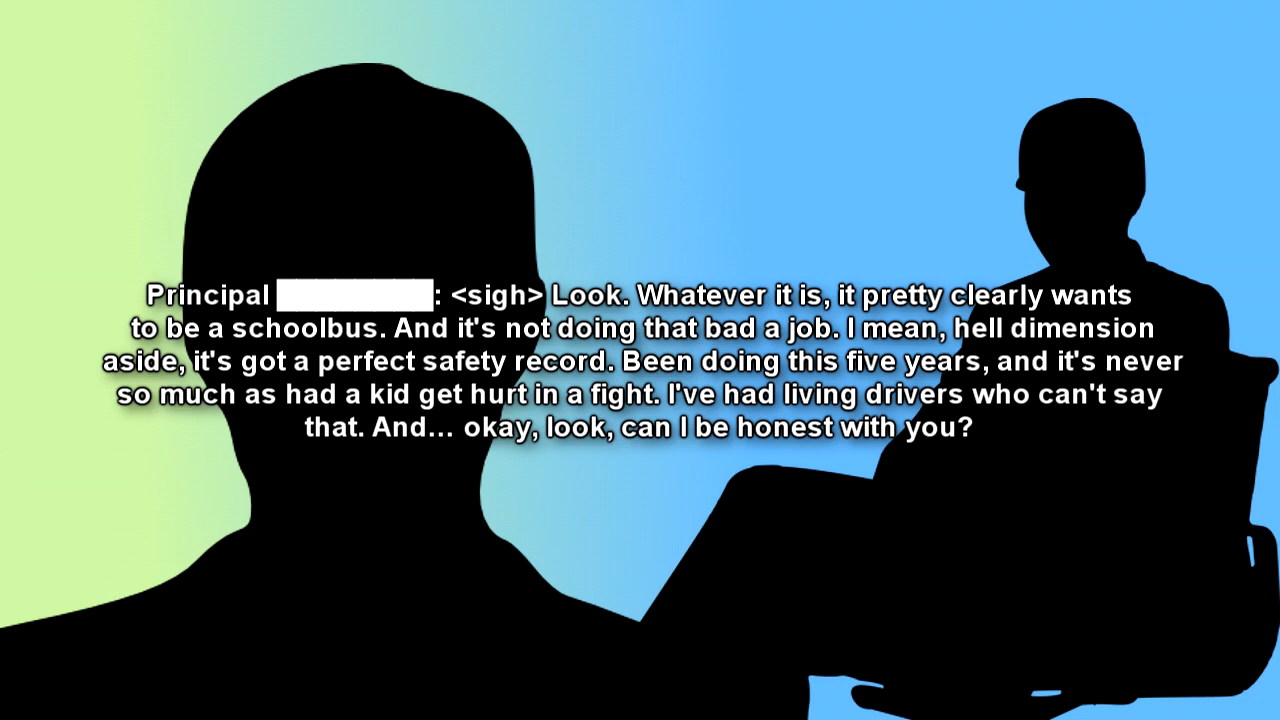 Principal : <sigh> Look. Whatever it is, it pretty clearly wants
to be a schoolbus. And it's not doing that bad a job. I mean, hell dimension
aside, it's got a perfect safety record. Been doing this five years, and it's never
so much as had a kid get hurt in a fight. I've had living drivers who can't say
that. And... okay, look, can I be honest with you?